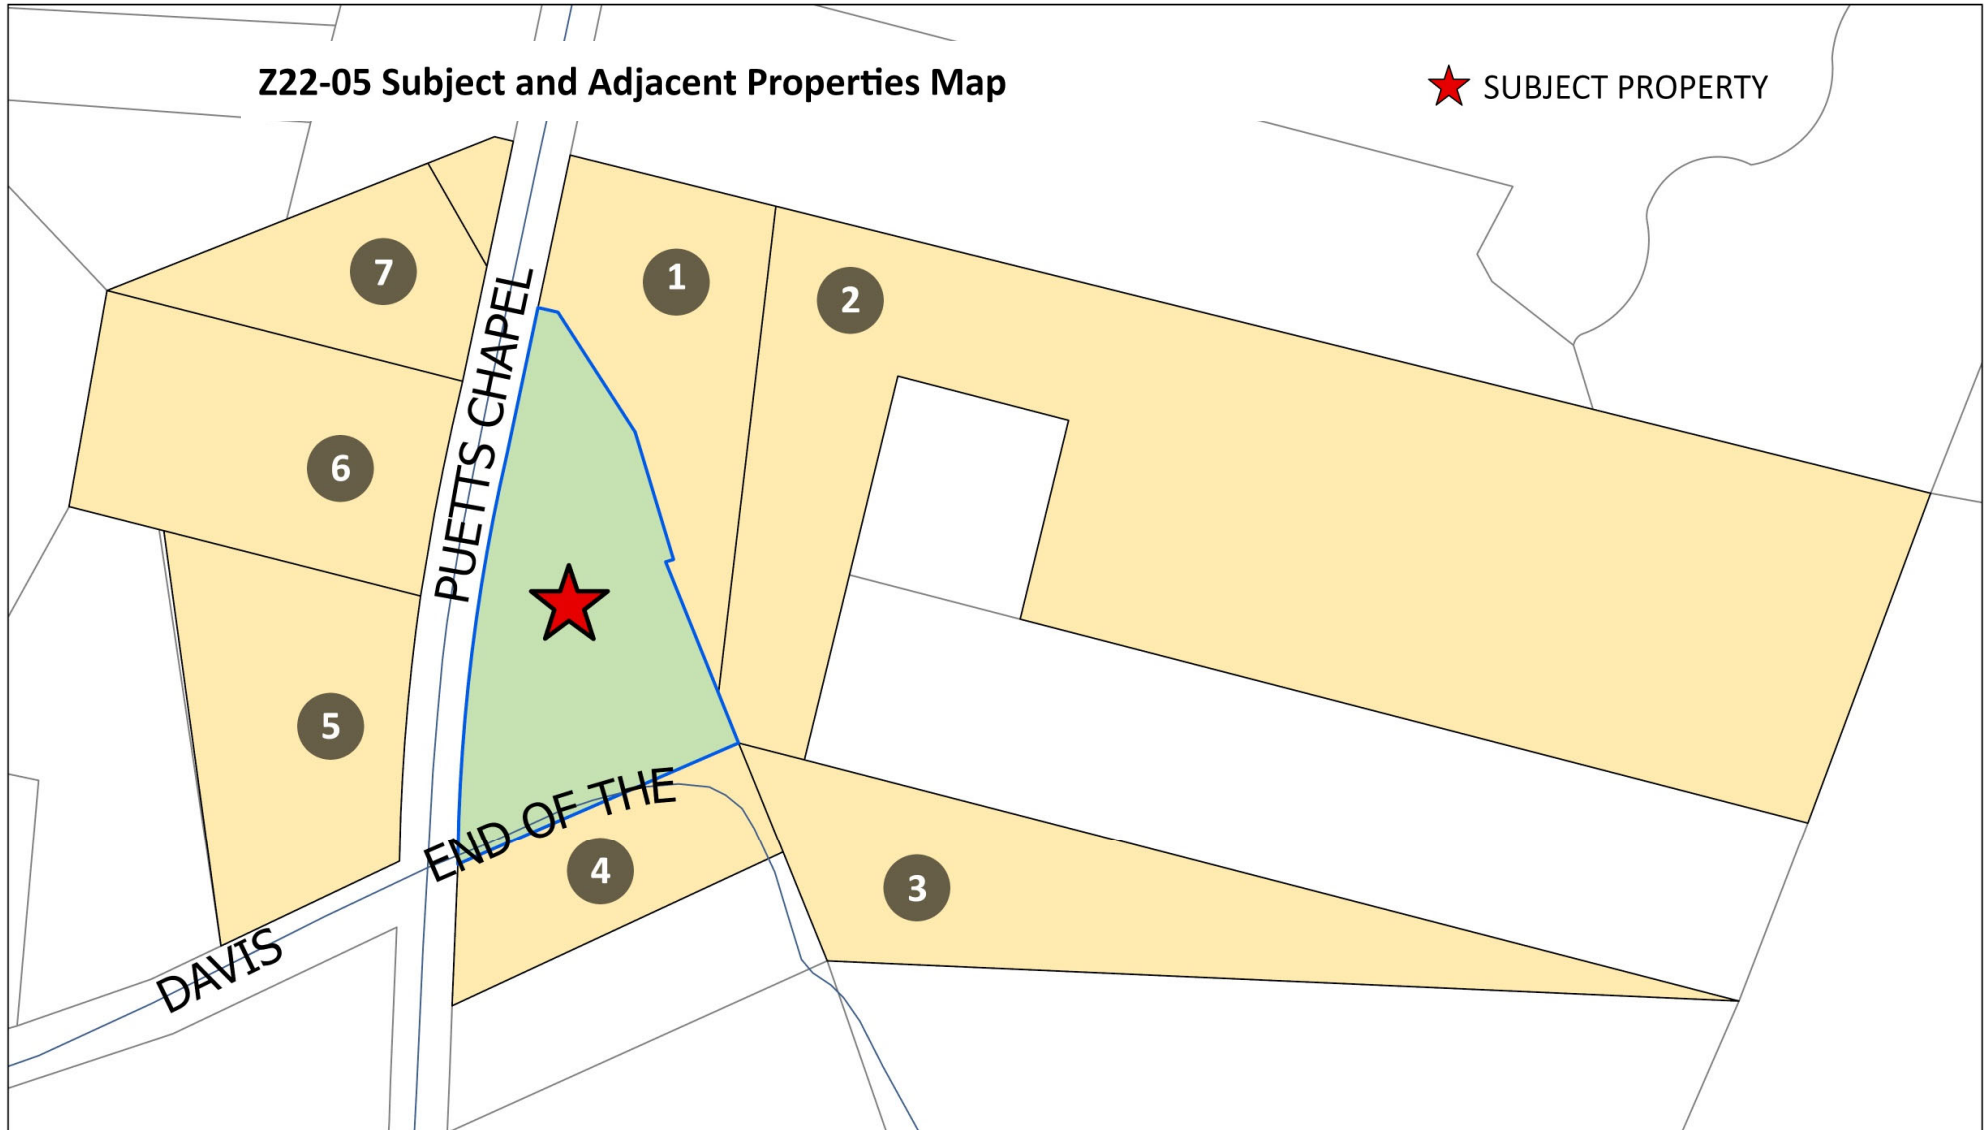 Z22-05 Subject and Adjacent Properties Map
SUBJECT PROPERTY
7
1
2
PUETTS CHAPEL
6
5
END OF THE
4
3
DAVIS